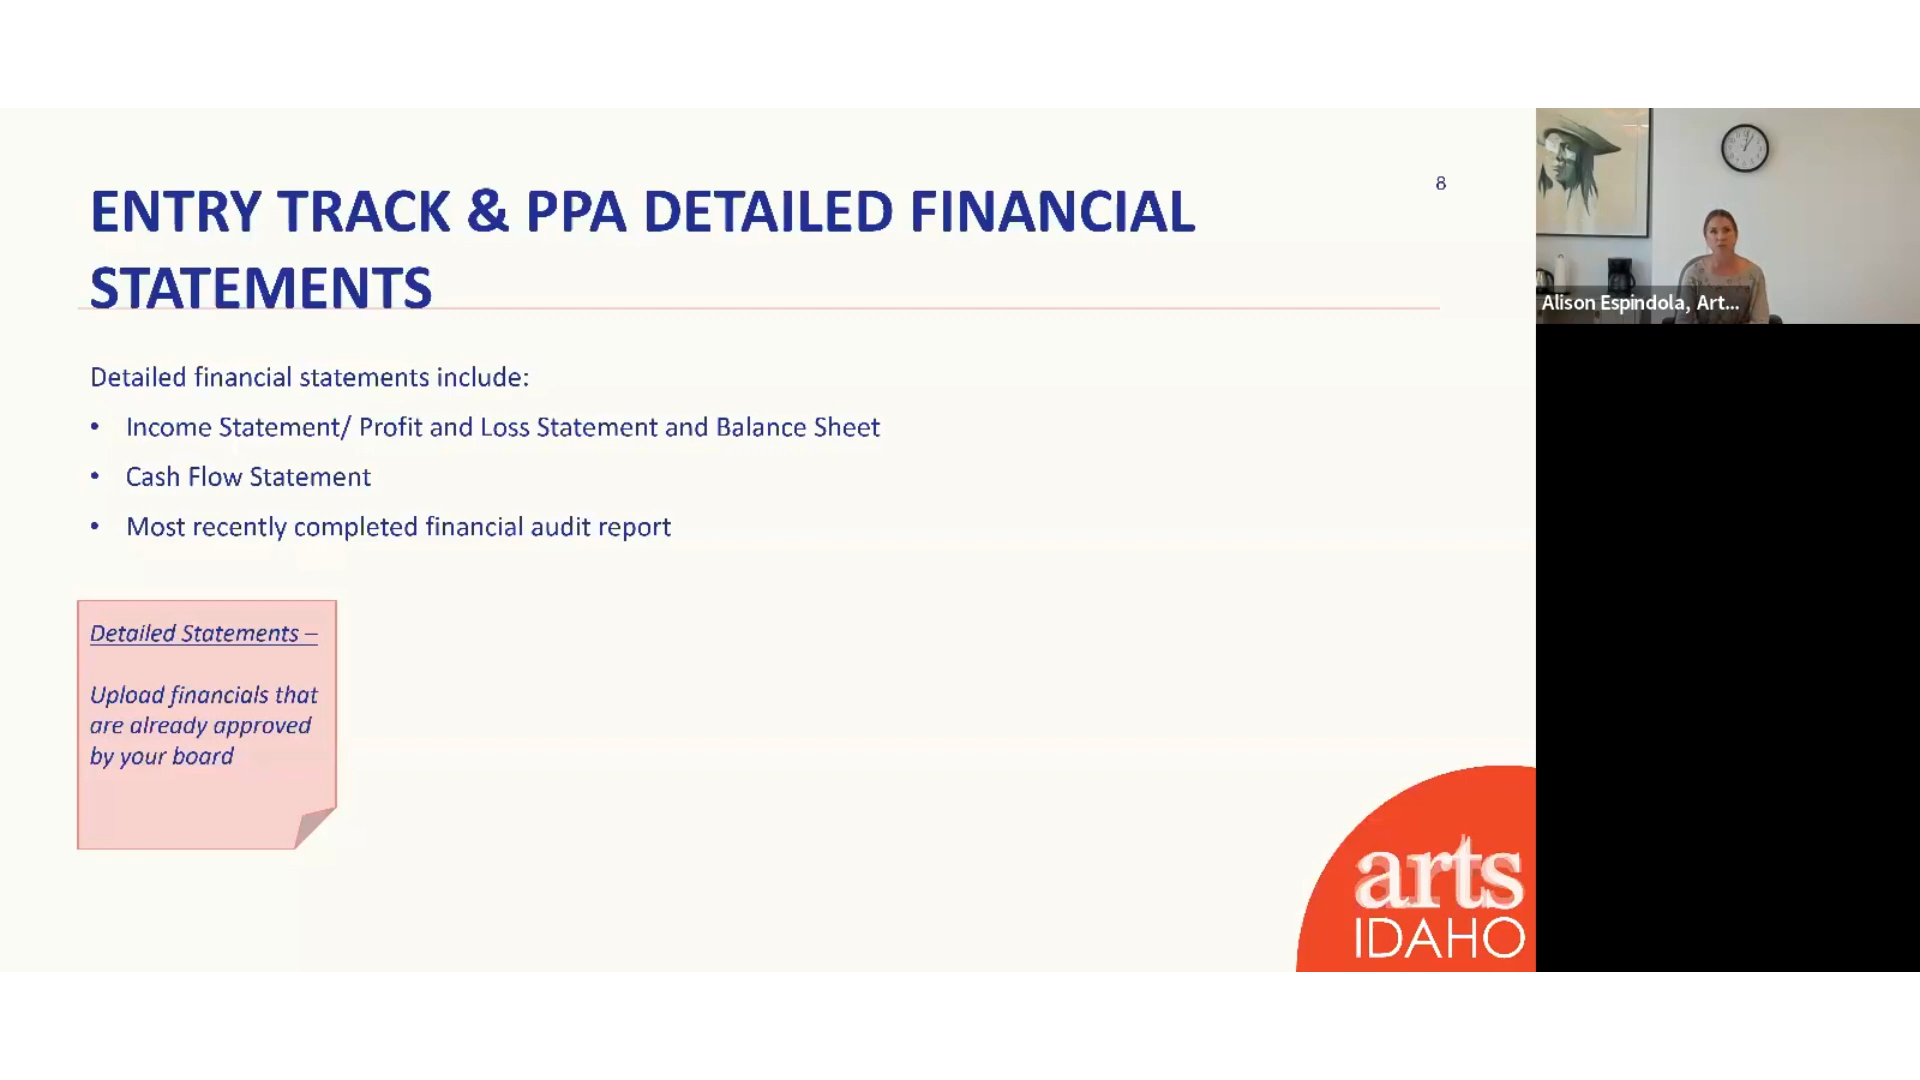 ENTRY TRACK & PPA DETAILED FINANCIAL
STATEMENTS
8
Detailed financial statements include:
• Income Statement/ Profit and Loss Statement and Balance Sheet
• Cash Flow Statement
• Most recently completed financial audit report
Detailed Statements –
Upload financials that
are already approved
by your board
arts
IDAHO
Alison Espindola, Art...